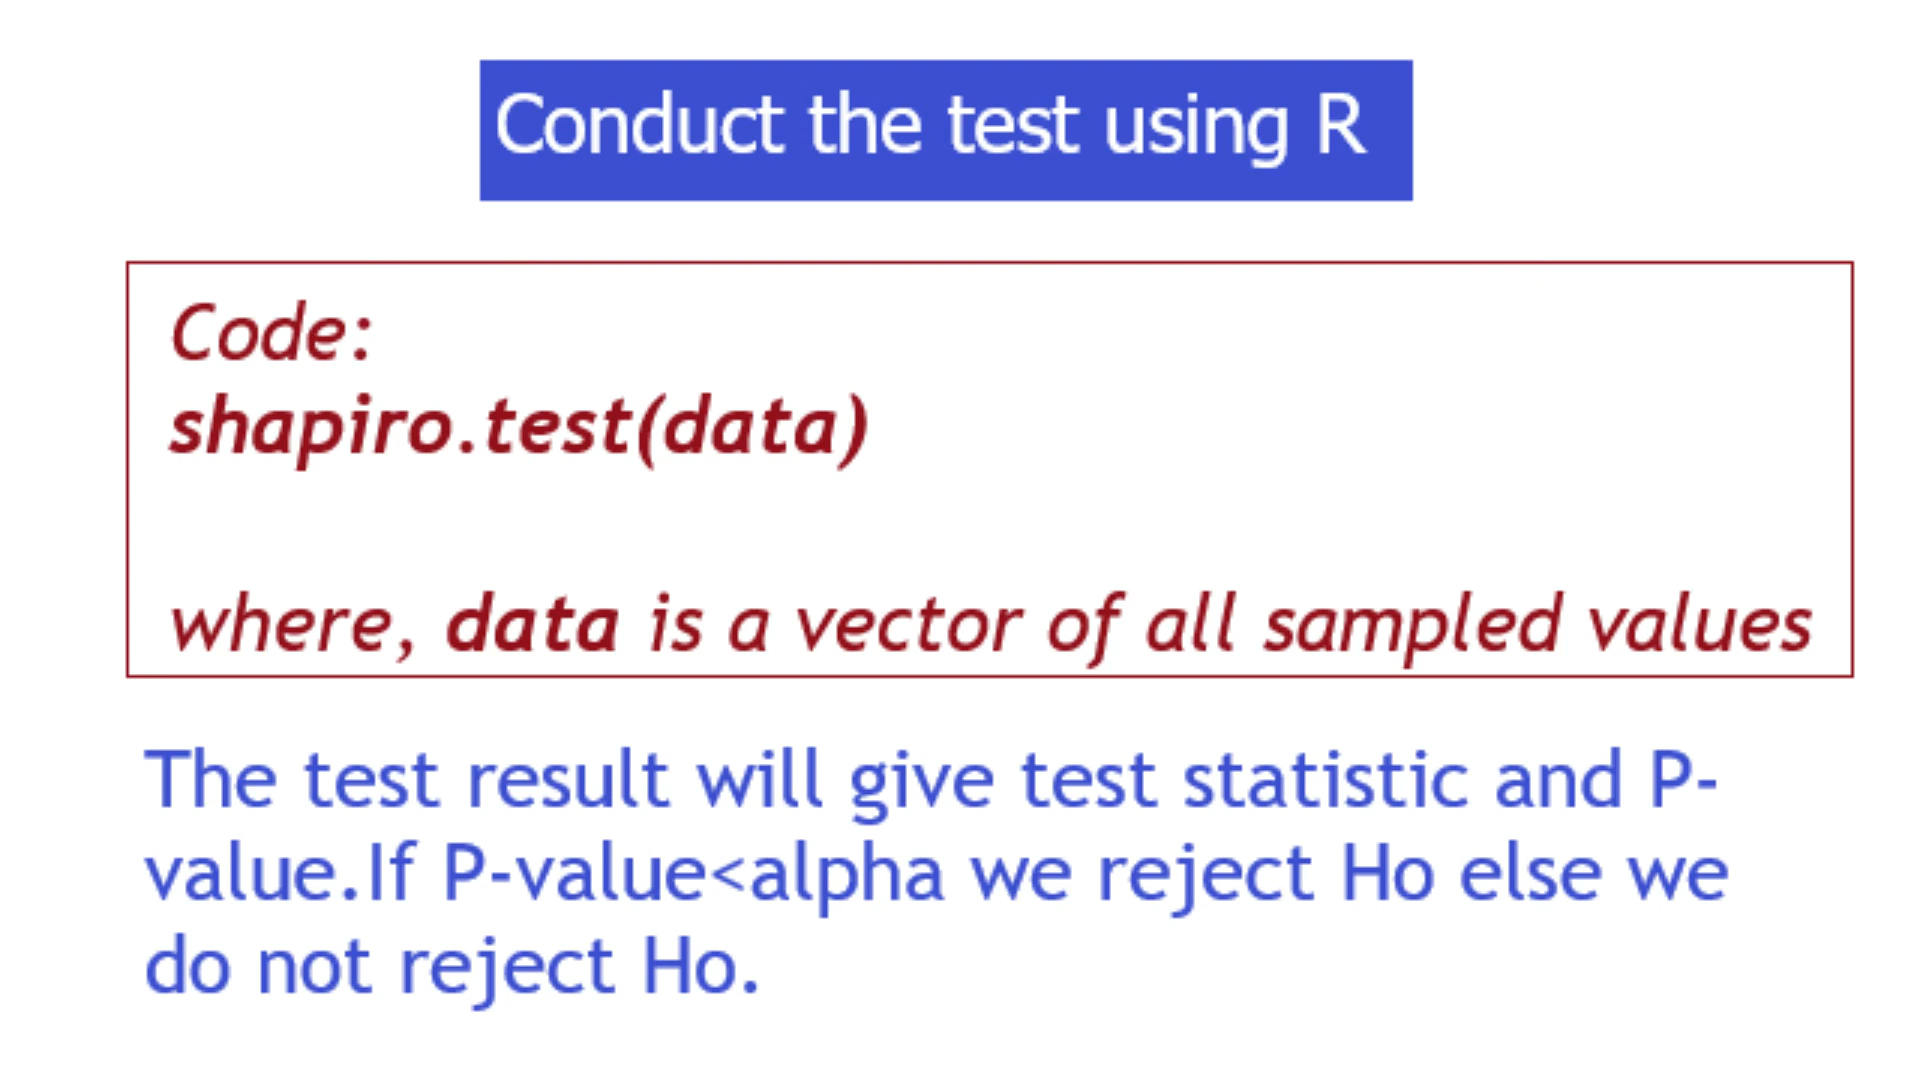 Conduct the test using R
Code:
shapiro.test(data)
where, data is a vector of all sampled values
The test result will give test statistic and P-
value.If P-value<alpha we reject Ho else we
do not reject Ho.